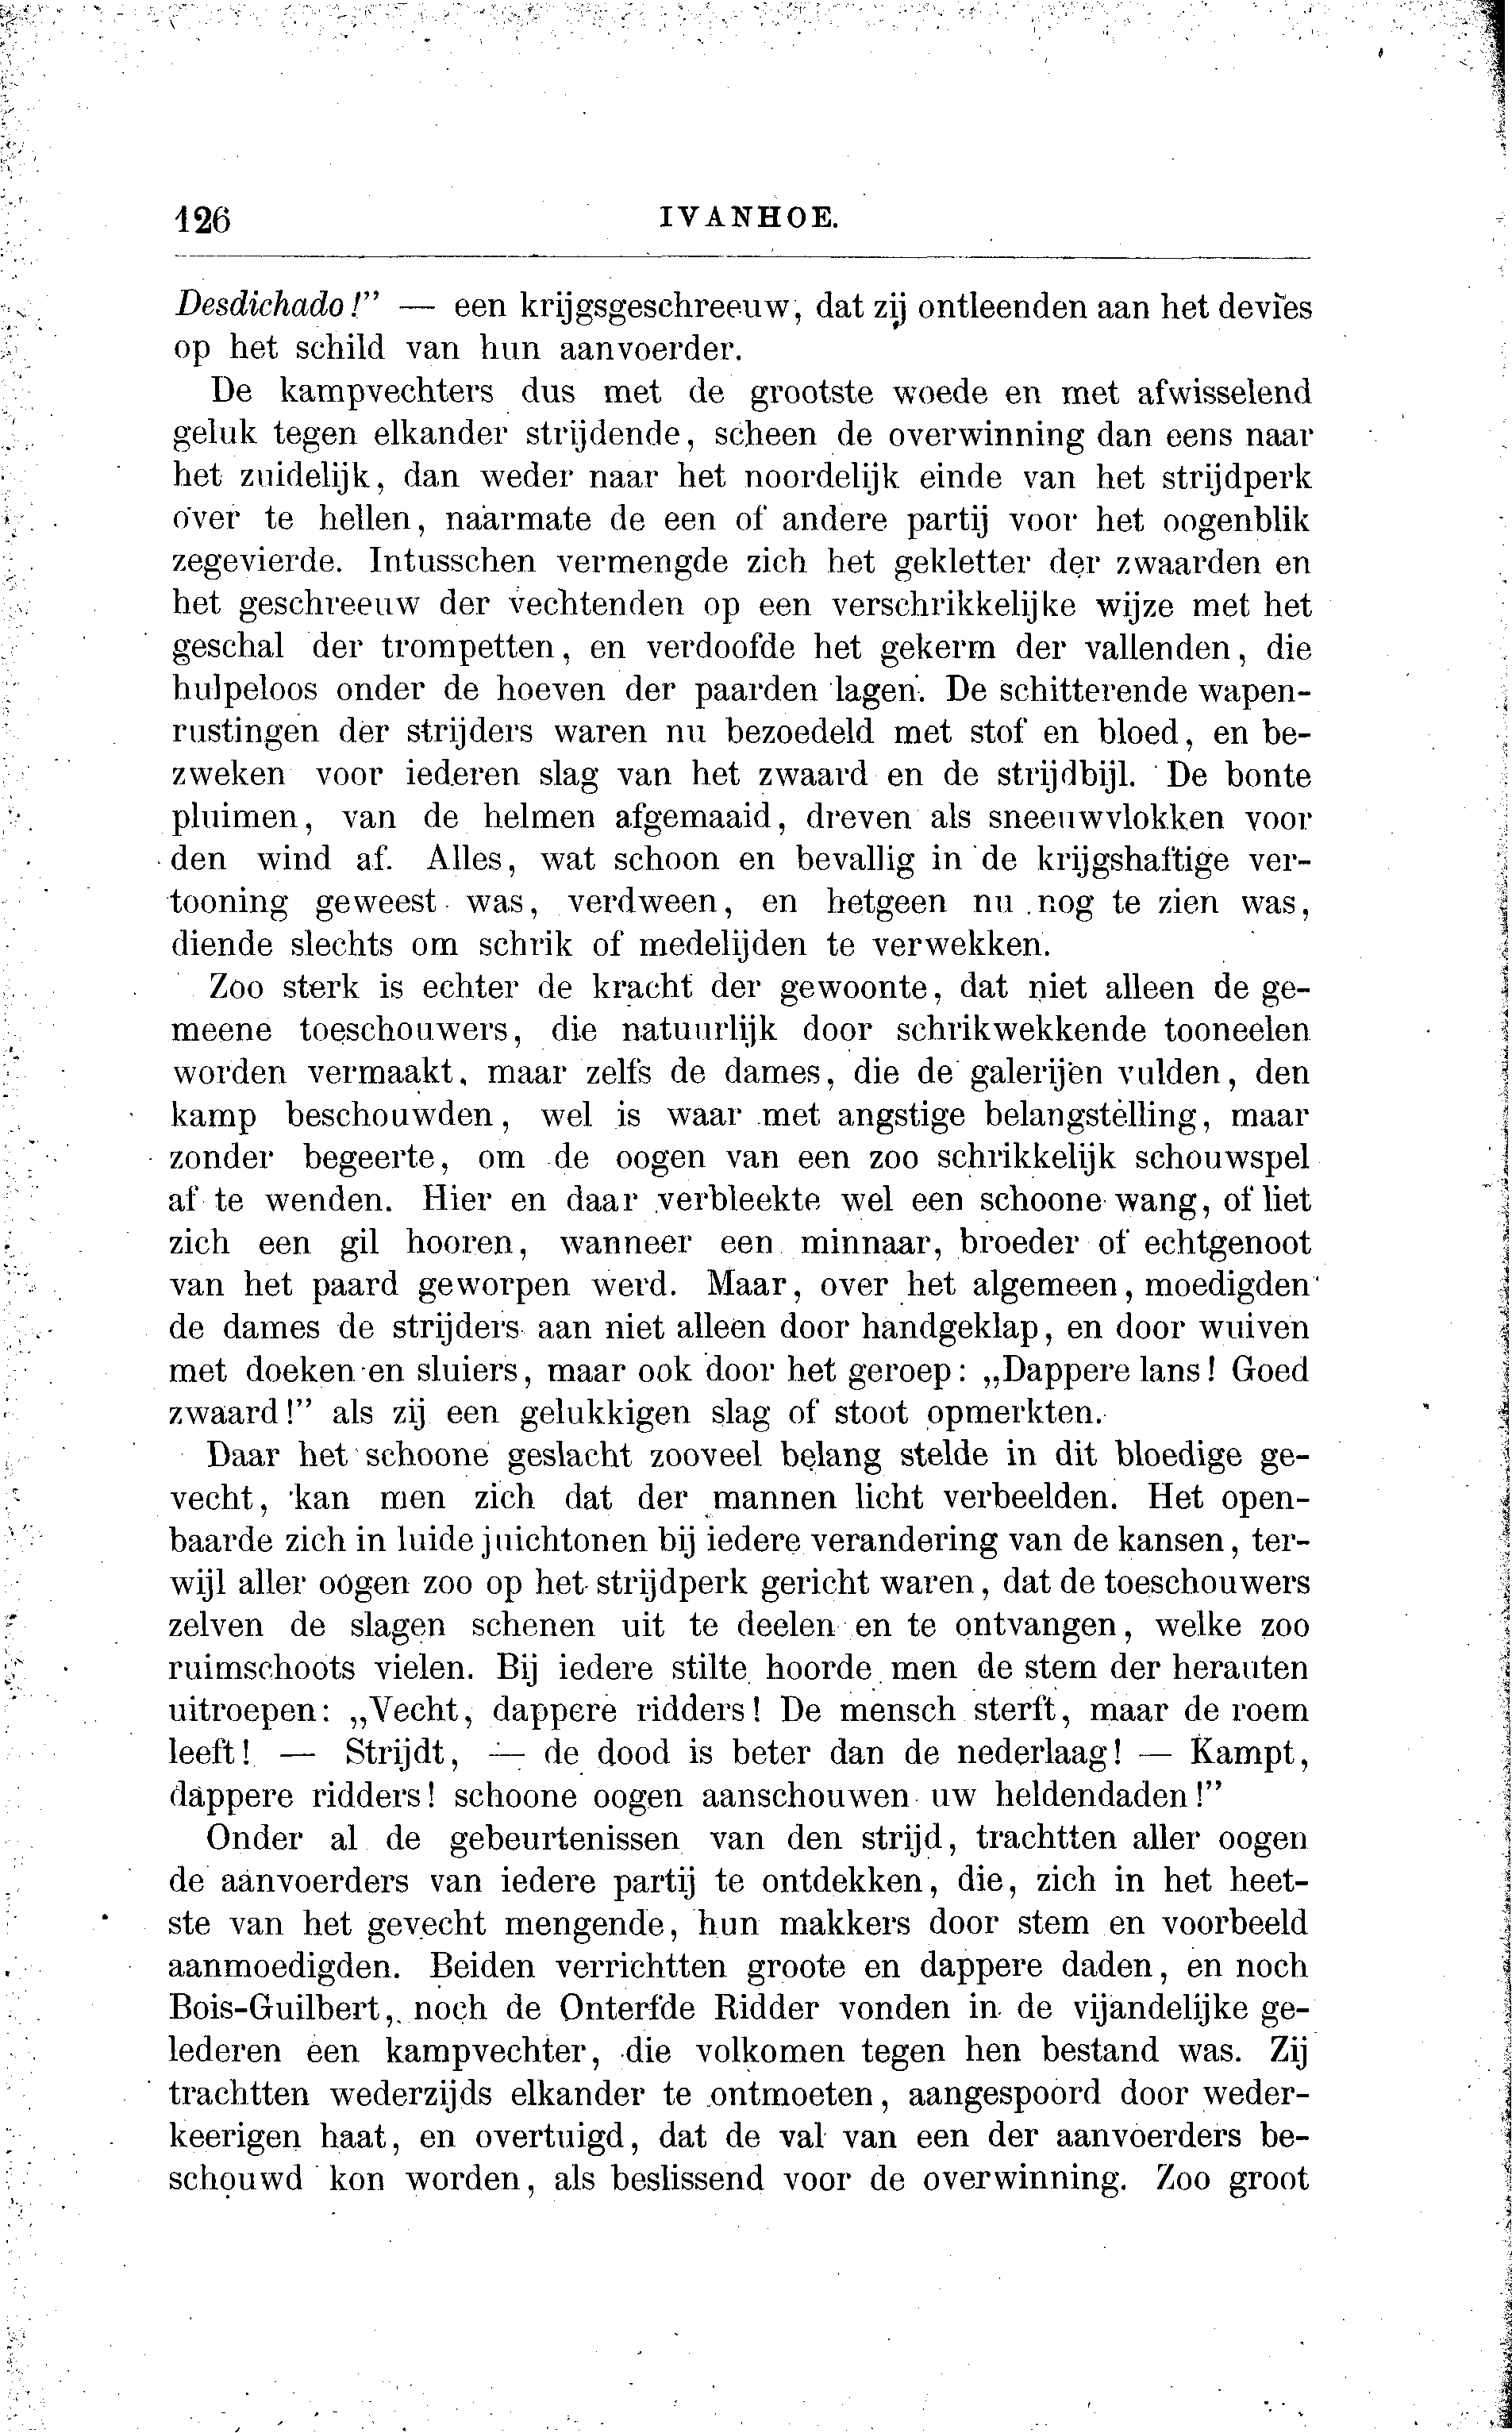 126 IVANHOE.
Desdichado!” — een krijgsgeschreeuw, dat zij ontleenden aan het devies
op het schild van hun aanvoerder.
De kampvechters dus met de grootste woede en met afwisselend
geluk tegen elkander strijdende, scheen de overwinning dan eens naar
het zuidelijk, dan weder naar het noordelijk einde van het strijdperk
over te hellen, naarmate de een of andere partij voor het oogenblik
zegevierde. Intusschen vermengde zich het gekletter der zwaarden en
het geschreeuw der vechtenden op een verschrikkelijke wijze met het
geschal der trompetten, en verdoofde het gekerm der vallenden, die
hulpeloos onder de hoeven der paarden lagen. De schitterende wapen-
rustingen der strijders waren nu bezoedeld met stof en bloed, en be-
zweken voor iederen slag van het zwaard en de strijdbijl. De bonte
pluimen, van de helmen afgemaaid, dreven als sneeuwvlokken voor
den wind af. Alles, wat schoon en bevallig in de krijgshaftige ver-
tooning geweest was, verdween, en hetgeen nu nog te zien was,
diende slechts om schrik of medelijden te verwekken.
Zoo sterk is echter de kracht der gewoonte, dat niet alleen de ge-
meene toeschouwers, die natuurlijk door schrikwekkende tooneelen
worden vermaakt, maar zelfs de dames, die de galerijen vulden, den
kamp beschouwden, wel is waar met angstige belangstelling, maar
zonder begeerte, om de oogen van een zoo schrikkelijk schouwspel
af te wenden. Hier en daar verbleekte wel een schoone wang, of liet
zich een gil hooren, wanneer een minnaar, broeder of echtgenoot
van het paard geworpen werd. Maar, over het algemeen, moedigden
de dames de strijders aan niet alleen door handgeklap, en door wuiven
met doeken en sluiers, maar ook door het geroep: „Dappere lans! Goed
zwaard!” als zij een gelukkigen slag of stoot opmerkten.
Daar het schoone geslacht zooveel belang stelde in dit bloedige ge-
vecht, kan men zich dat der mannen licht verbeelden. Het open-
baarde zich in luide juichtonen bij iedere verandering van de kansen, ter-
wijl aller oogen zoo op het strijdperk gericht waren, dat de toeschouwers
zelven de slagen schenen uit te deelen en te ontvangen, welke zoo
ruimschoots vielen. Bij iedere stilte hoorde men de stem der herauten
uitroepen: „Vecht, dappere ridders! De mensch sterft, maar de roem
leeft! — Strijdt, — de dood is beter dan de nederlaag! — Kampt,
dappere ridders! schoone oogen aanschouwen uw heldendaden!”
Onder al de gebeurtenissen van den strijd, trachtten aller oogen
de aanvoerders van iedere partij te ontdekken, die, zich in het heet-
ste van het gevecht mengende, hun makkers door stem en voorbeeld
aanmoedigden. Beiden verrichtten groote en dappere daden, en noch
Bois-Guilbert, noch de Onterfde Ridder vonden in de vijandelijke ge-
lederen een kampvechter, die volkomen tegen hen bestand was. Zij
trachtten wederzijds elkander te ontmoeten, aangespoord door weder-
keerigen haat, en overtuigd, dat de val van een der aanvoerders be-
schouwd kon worden, als beslissend voor de overwinning. Zoo groot